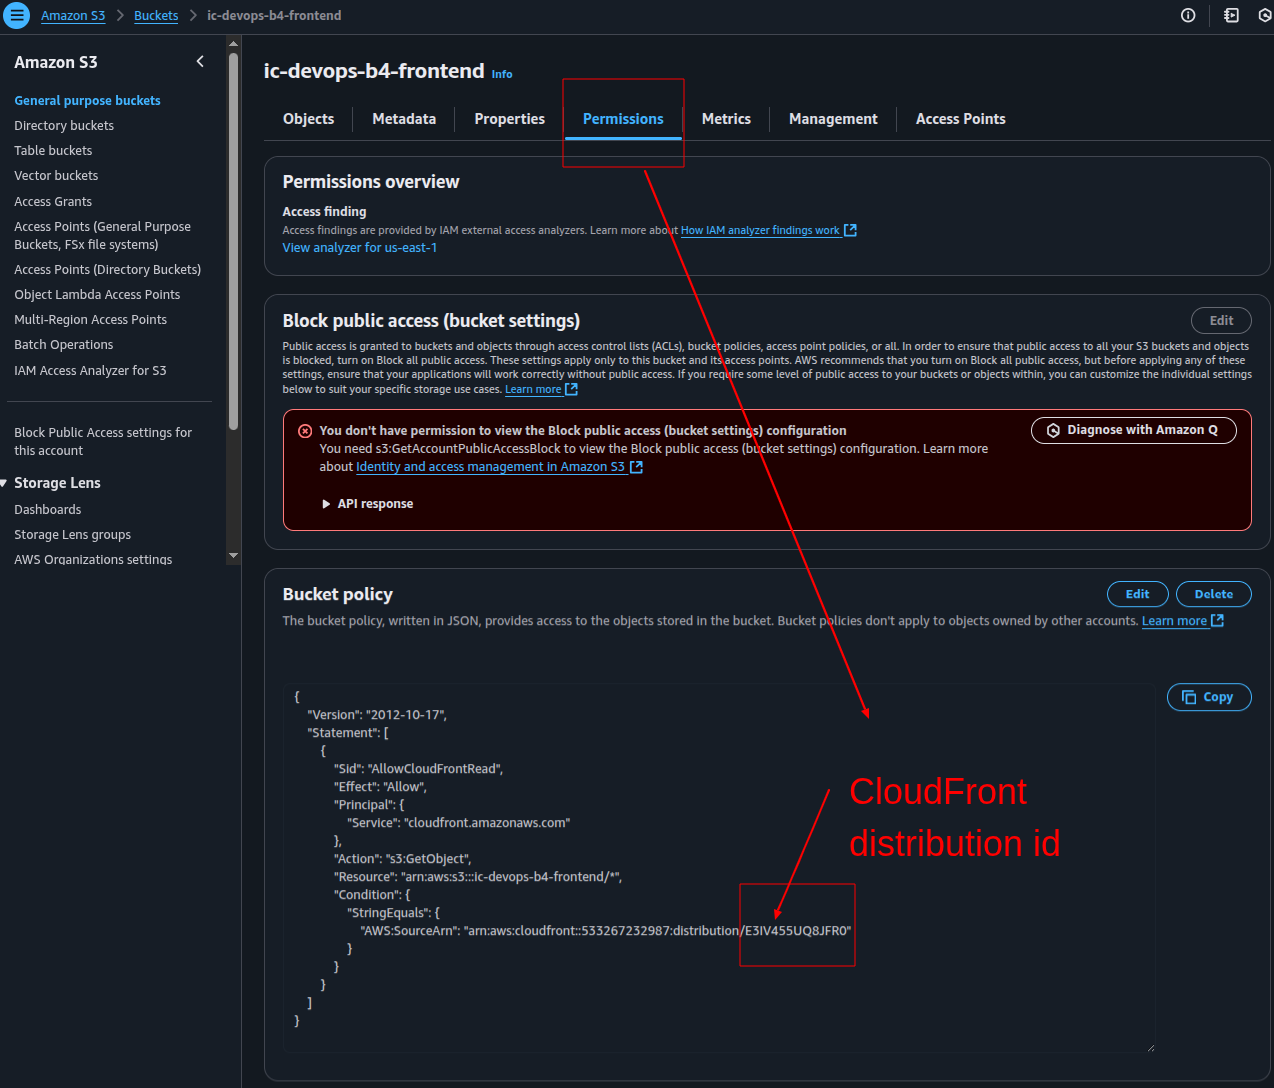 Amazon S3 > Buckets > ic-devops-b4-frontend
Amazon S3
General purpose buckets
Directory buckets
Table buckets
Vector buckets
Access Grants
Access Points (General Purpose
Buckets, FSx file systems)
Access Points (Directory Buckets)
Object Lambda Access Points
Multi-Region Access Points
Batch Operations
IAM Access Analyzer for S3
Block Public Access settings for
this account
Storage Lens
Dashboards
Storage Lens groups
AWS Organizations settings
ic-devops-b4-frontend Info
Objects Metadata Properties Permissions Metrics Management Access Points
Permissions overview
Access finding
Access findings are provided by IAM external access analyzers. Learn more about How IAM analyzer findings work
View analyzer for us-east-1
Block public access (bucket settings)
Edit
Public access is granted to buckets and objects through access control lists (ACLs), bucket policies, access point policies, or all. In order to ensure that public access to all your S3 buckets and objects
is blocked, turn on Block all public access. These settings apply only to this bucket and its access points. AWS recommends that you turn on Block all public access, but before applying any of these
settings, ensure that your applications will work correctly without public access. If you require some level of public access to your buckets or objects within, you can customize the individual settings
below to suit your specific storage use cases. Learn more
You don't have permission to view the Block public access (bucket settings) configuration
Diagnose with Amazon Q
You need s3:GetAccountPublicAccessBlock to view the Block public access (bucket settings) configuration. Learn more
about Identity and access management in Amazon S3
API response
Bucket policy
Edit Delete
The bucket policy, written in JSON, provides access to the objects stored in the bucket. Bucket policies don't apply to objects owned by other accounts. Learn more
Copy
{
"Version": "2012-10-17",
"Statement": [
{
"Sid": "AllowCloudFrontRead",
"Effect": "Allow",
"Principal": {
"Service": "cloudfront.amazonaws.com"
},
"Action": "s3:GetObject",
"Resource": "arn:aws:s3:::ic-devops-b4-frontend/*",
"Condition": {
"StringEquals": {
"AWS:SourceArn": "arn:aws:cloudfront::533267232987:distribution/E3IV455UQ8JFR0"
}
}
}
]
}
CloudFront
distribution id